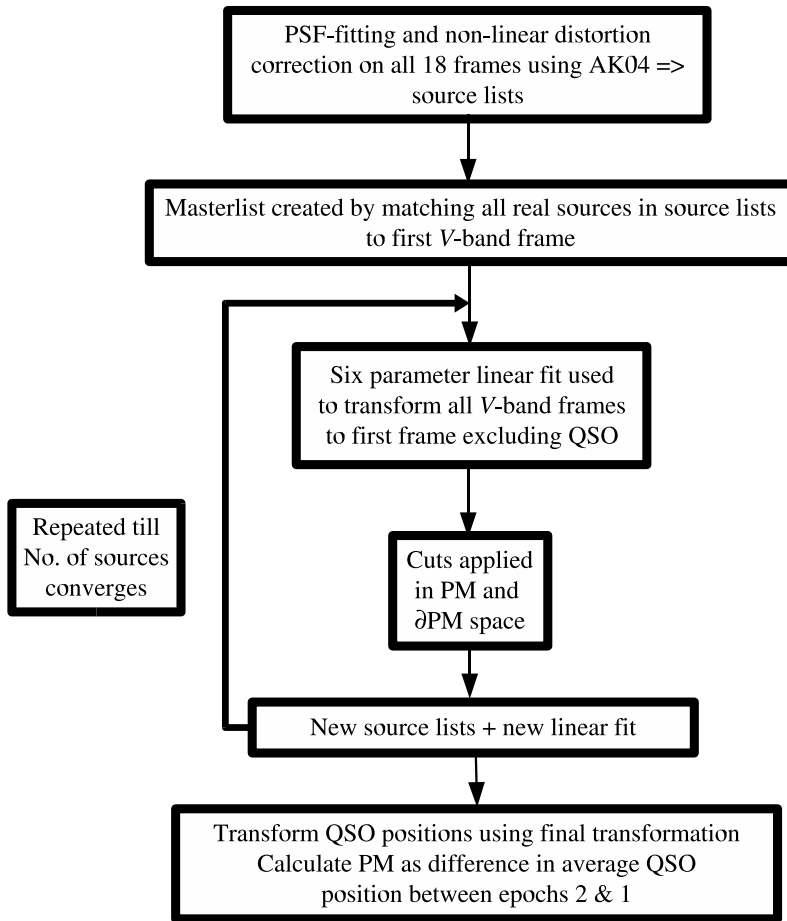 PSF-fitting and non-linear distortion
correction on all 18 frames using AK04 =>
source lists
Masterlist created by matching all real sources in source lists
to first V-band frame
Six parameter linear fit used
to transform all V-band frames
to first frame excluding QSO
Repeated till
No. of sources
converges
Cuts applied
in PM and
∂PM space
New source lists + new linear fit
Transform QSO positions using final transformation
Calculate PM as difference in average QSO
position between epochs 2 & 1